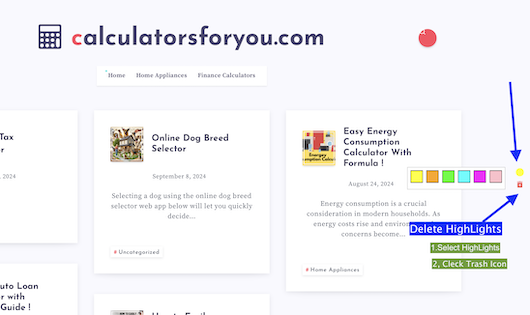 calculatorsforyou.com
Home Home Appliances Finance Calculators
Tax
r
, 2024
Online Dog Breed
Selector
September 8, 2024
Selecting a dog using the online dog breed
selector web app below will let you quickly
decide...
# Uncategorized
Easy Energy
Consumption
Calculator With
Formula !
August 24, 2024
Energy consumption is a crucial
consideration in modern households. As
energy costs rise and
concerns become...
# Home Appliances
Delete HighLights
1.Select HighLights
2, Cleck Trash Icon
uto Loan
r with
Guide !